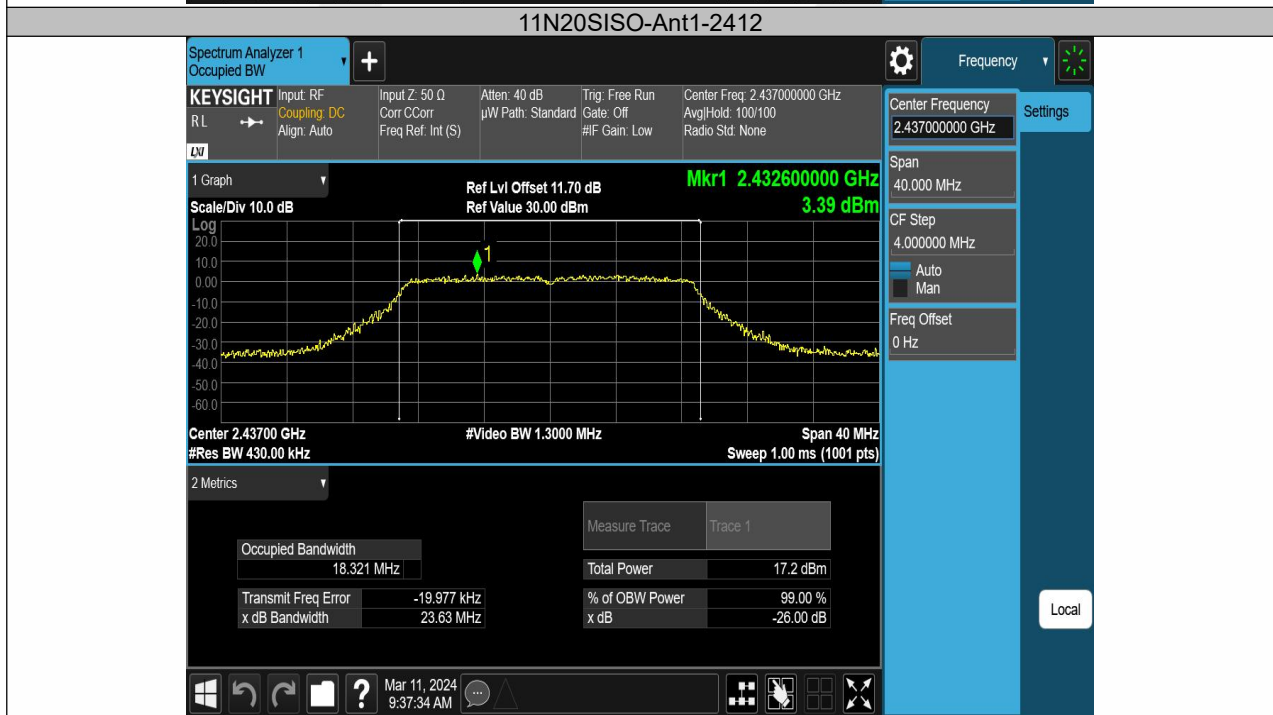 11N20SISO-Ant1-2412
Spectrum Analyzer 1
Occupied BW
+
Frequency
KEYSIGHT
R L
LXI
Input: RF
Coupling: DC
Align: Auto
Input Z: 50 Ω
Corr CCorr
Freq Ref: Int (S)
Atten: 40 dB
µW Path: Standard
Trig: Free Run
Gate: Off
#IF Gain: Low
Center Freq: 2.437000000 GHz
Avg|Hold: 100/100
Radio Std: None
Center Frequency
2.437000000 GHz
Settings
Span
40.000 MHz
CF Step
4.000000 MHz
Auto
Man
Freq Offset
0 Hz
Local
1 Graph
Scale/Div 10.0 dB
Ref Lvl Offset 11.70 dB
Ref Value 30.00 dBm
Mkr1 2.432600000 GHz
3.39 dBm
Log
20.0
10.0
0.00
-10.0
-20.0
-30.0
-40.0
-50.0
-60.0
1
Center 2.43700 GHz
#Res BW 430.00 kHz
#Video BW 1.3000 MHz
Span 40 MHz
Sweep 1.00 ms (1001 pts)
2 Metrics
Measure Trace Trace 1
Occupied Bandwidth
18.321 MHz
Total Power 17.2 dBm
Transmit Freq Error -19.977 kHz
% of OBW Power 99.00 %
x dB Bandwidth 23.63 MHz
x dB -26.00 dB
?
Mar 11, 2024
9:37:34 AM